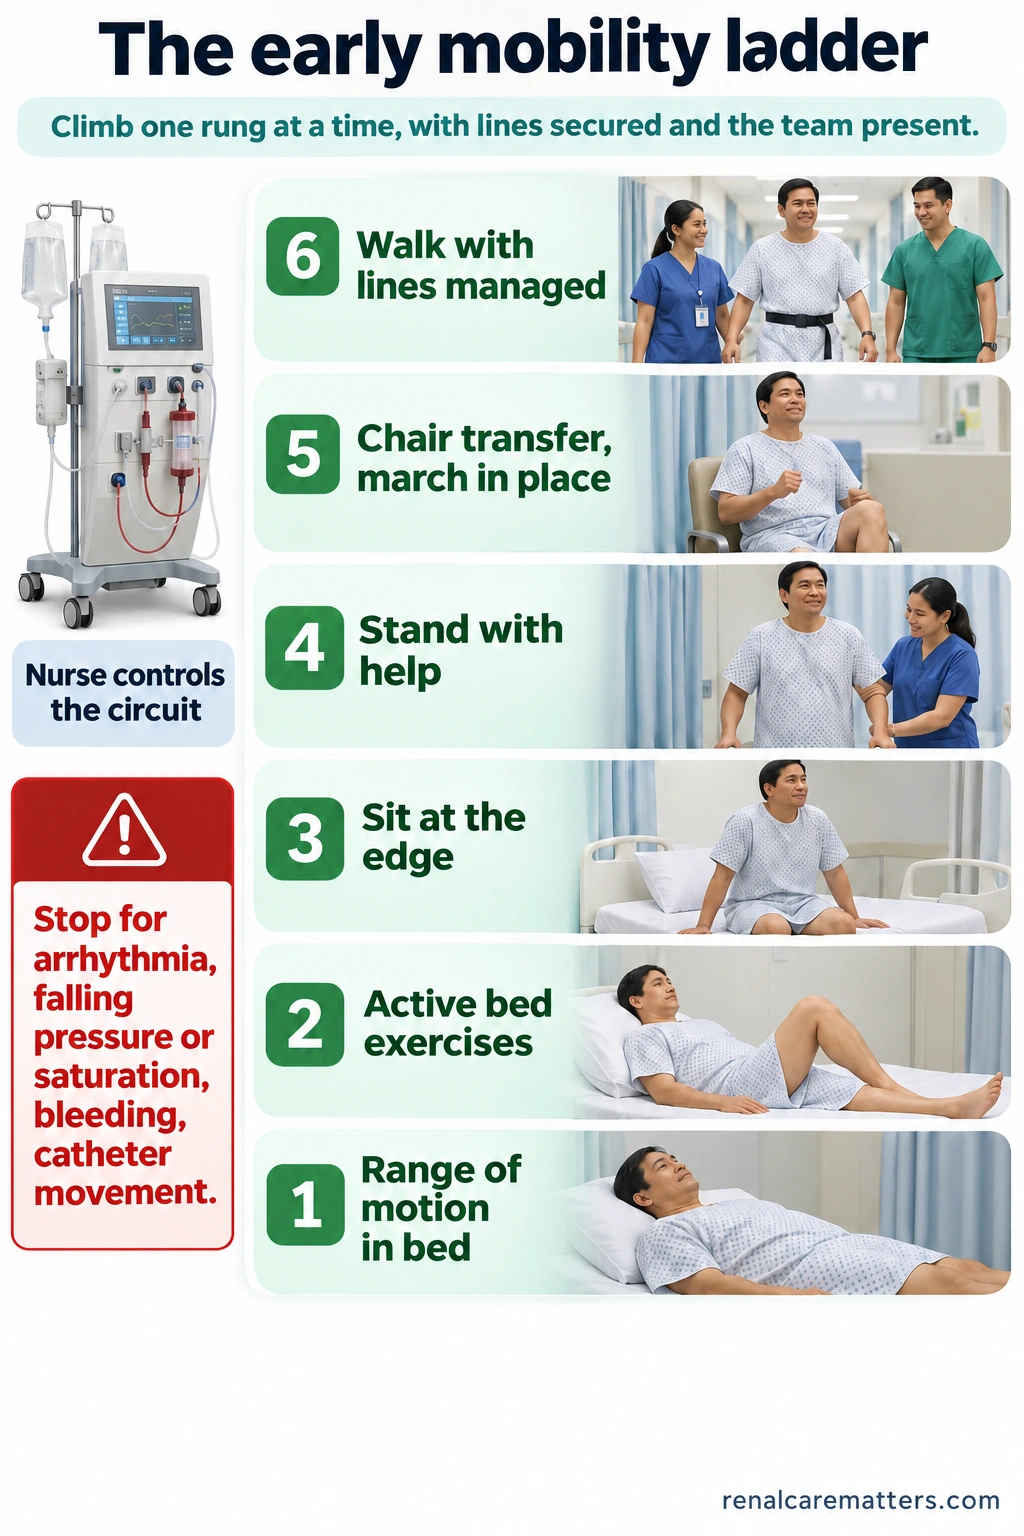 The early mobility ladder
Climb one rung at a time, with lines secured and the team present.
6
Walk with
lines managed
5
Chair transfer,
march in place
4
Stand with
help
3
Sit at the
edge
2
Active bed
exercises
1
Range of
motion
in bed
Nurse controls
the circuit
Stop for
arrhythmia,
falling
pressure or
saturation,
bleeding,
catheter
movement.
renalcarematters.com